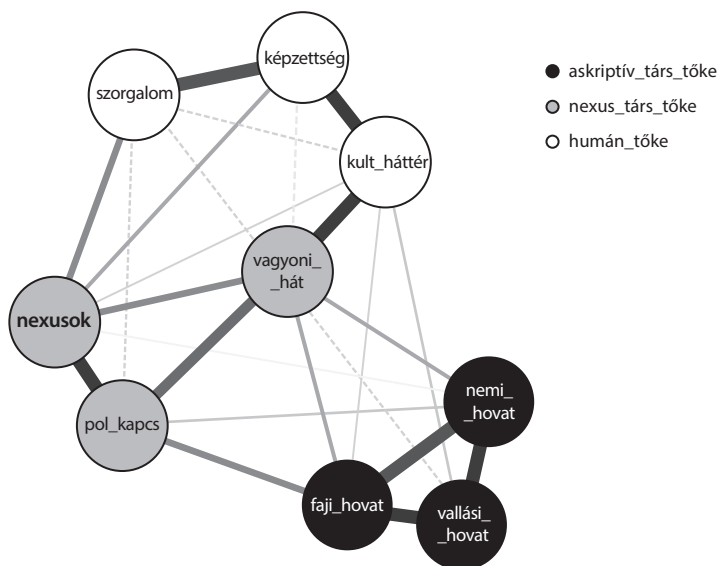 képzettség
szorgalom
kult_háttér
vagyoni_
_hát
nexusok
pol_kapcs
nemi_
_hovat
faji_hovat
vallási_
_hovat
askriptív_társ_tőke
nexus_társ_tőke
humán_tőke